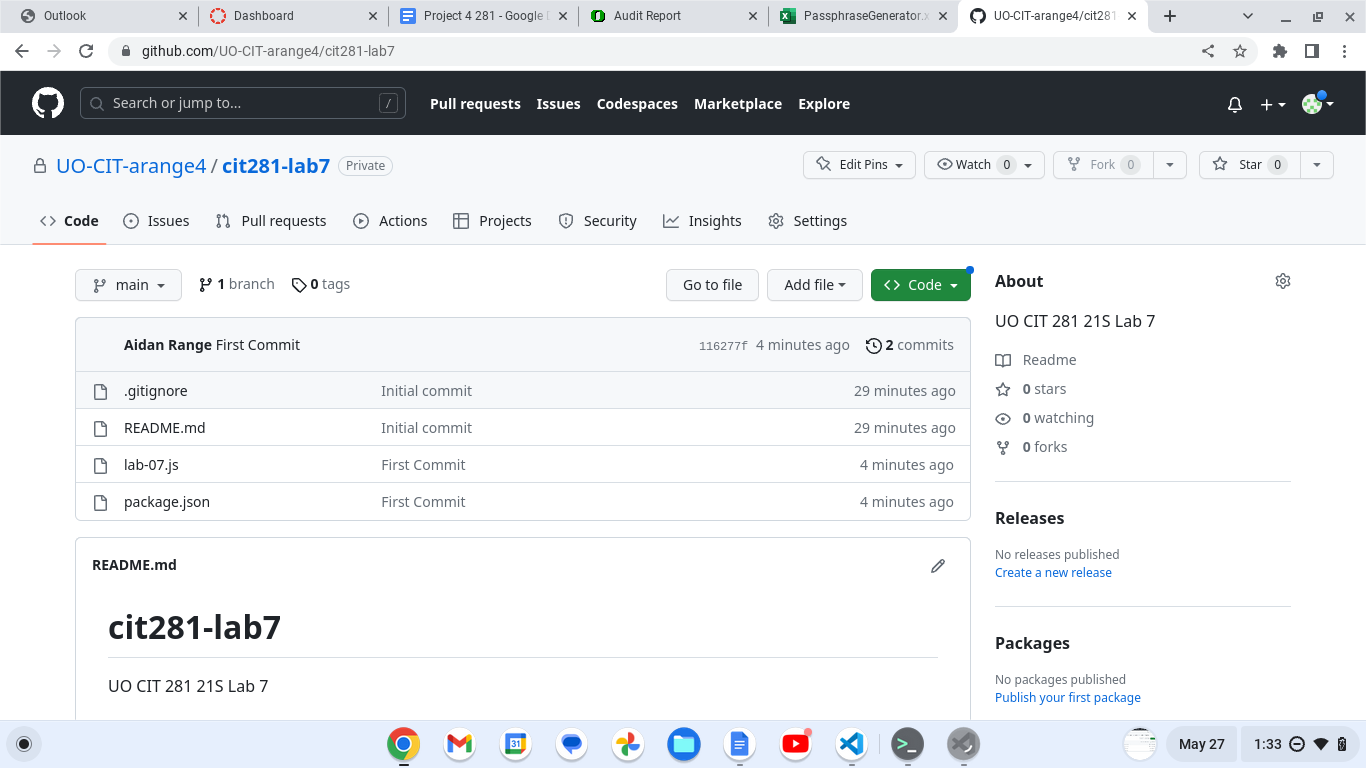 Outlook
Dashboard
Project 4 281 - Google
Audit Report
PassphraseGenerator.x
UO-CIT-arange4/cit281
github.com/UO-CIT-arange4/cit281-lab7
Search or jump to...
/
Pull requests
Issues
Codespaces
Marketplace
Explore
UO-CIT-arange4 / cit281-lab7
Private
Edit Pins
Watch 0
Fork 0
Star 0
Code
Issues
Pull requests
Actions
Projects
Security
Insights
Settings
main
1 branch
0 tags
Go to file
Add file
Code
Aidan Range First Commit
116277f 4 minutes ago
2 commits
.gitignore Initial commit 29 minutes ago
README.md Initial commit 29 minutes ago
lab-07.js First Commit 4 minutes ago
package.json First Commit 4 minutes ago
README.md
cit281-lab7
UO CIT 281 21S Lab 7
About
UO CIT 281 21S Lab 7
Readme
0 stars
0 watching
0 forks
Releases
No releases published
Create a new release
Packages
No packages published
Publish your first package
31
May 27
1:33